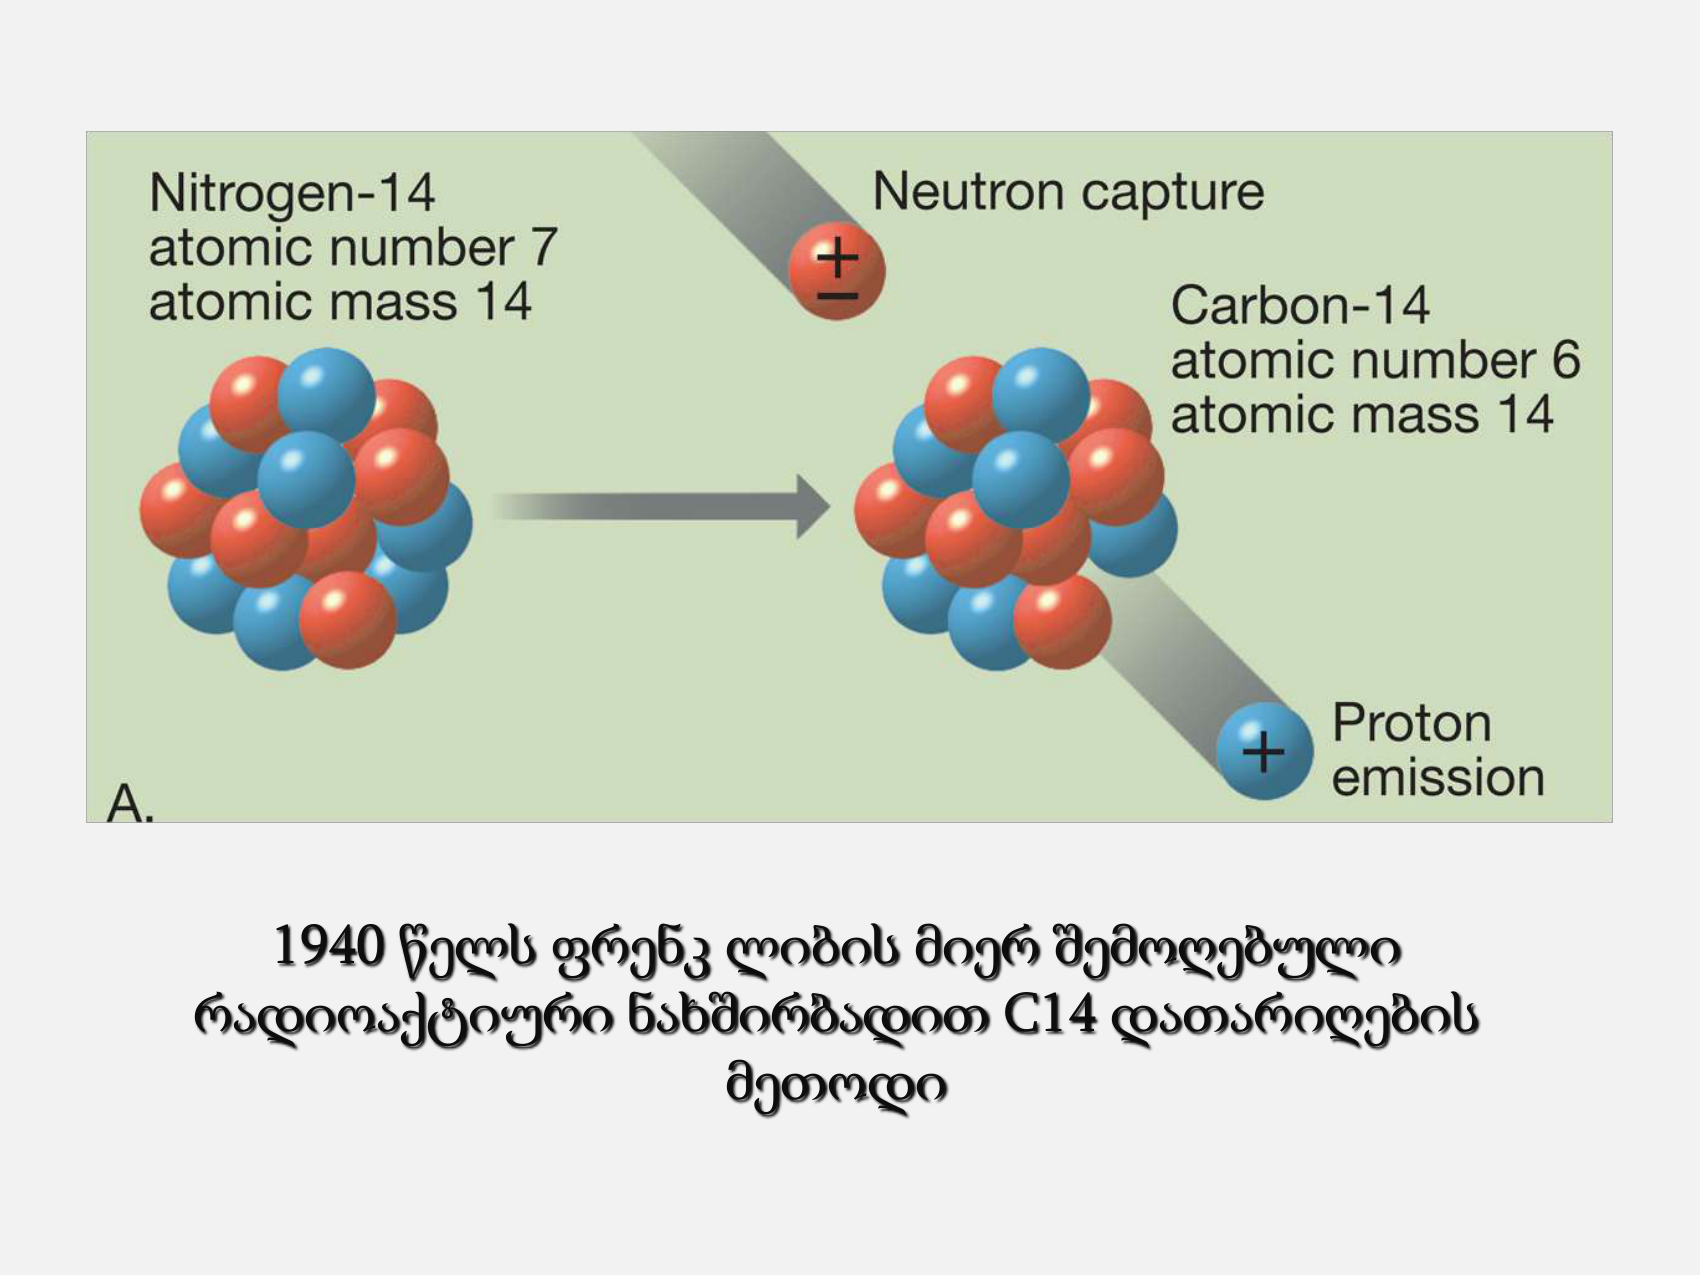 Nitrogen-14
atomic number 7
atomic mass 14
Neutron capture
+
−
Carbon-14
atomic number 6
atomic mass 14
+
Proton
emission
A.
1940 წელს ფრენკ ლიბის მიერ შემოღებული
რადიოაქტიური ნახშირბადით C14 დათარიღების
მეთოდი